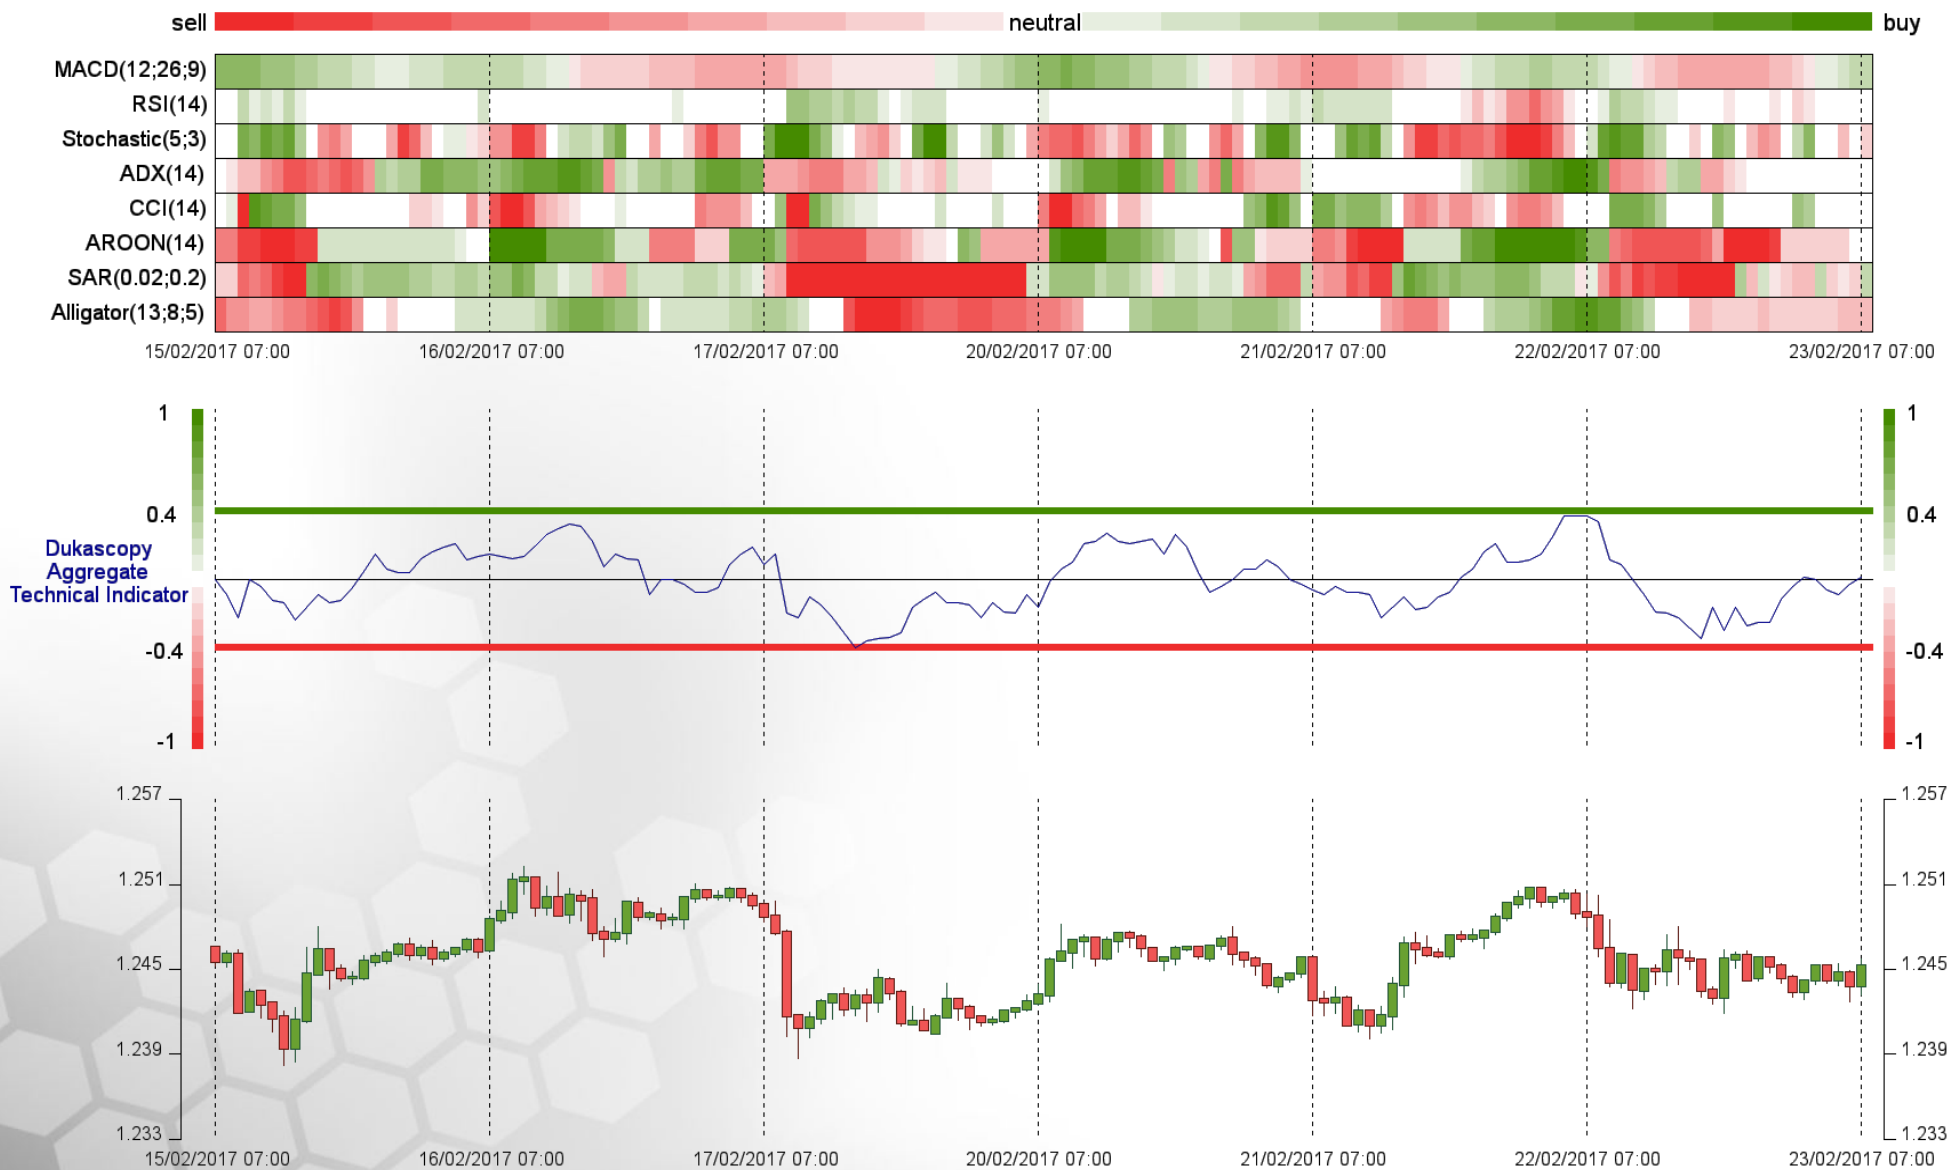 sell neutral buy
MACD(12;26;9)
RSI(14)
Stochastic(5;3)
ADX(14)
CCI(14)
AROON(14)
SAR(0.02;0.2)
Alligator(13;8;5)
15/02/2017 07:00 16/02/2017 07:00 17/02/2017 07:00 20/02/2017 07:00 21/02/2017 07:00 22/02/2017 07:00 23/02/2017 07:00
1 1
0.4 0.4
Dukascopy
Aggregate
Technical Indicator
-0.4 -0.4
-1 -1
1.257 1.257
1.251 1.251
1.245 1.245
1.239 1.239
1.233 1.233
15/02/2017 07:00 16/02/2017 07:00 17/02/2017 07:00 20/02/2017 07:00 21/02/2017 07:00 22/02/2017 07:00 23/02/2017 07:00